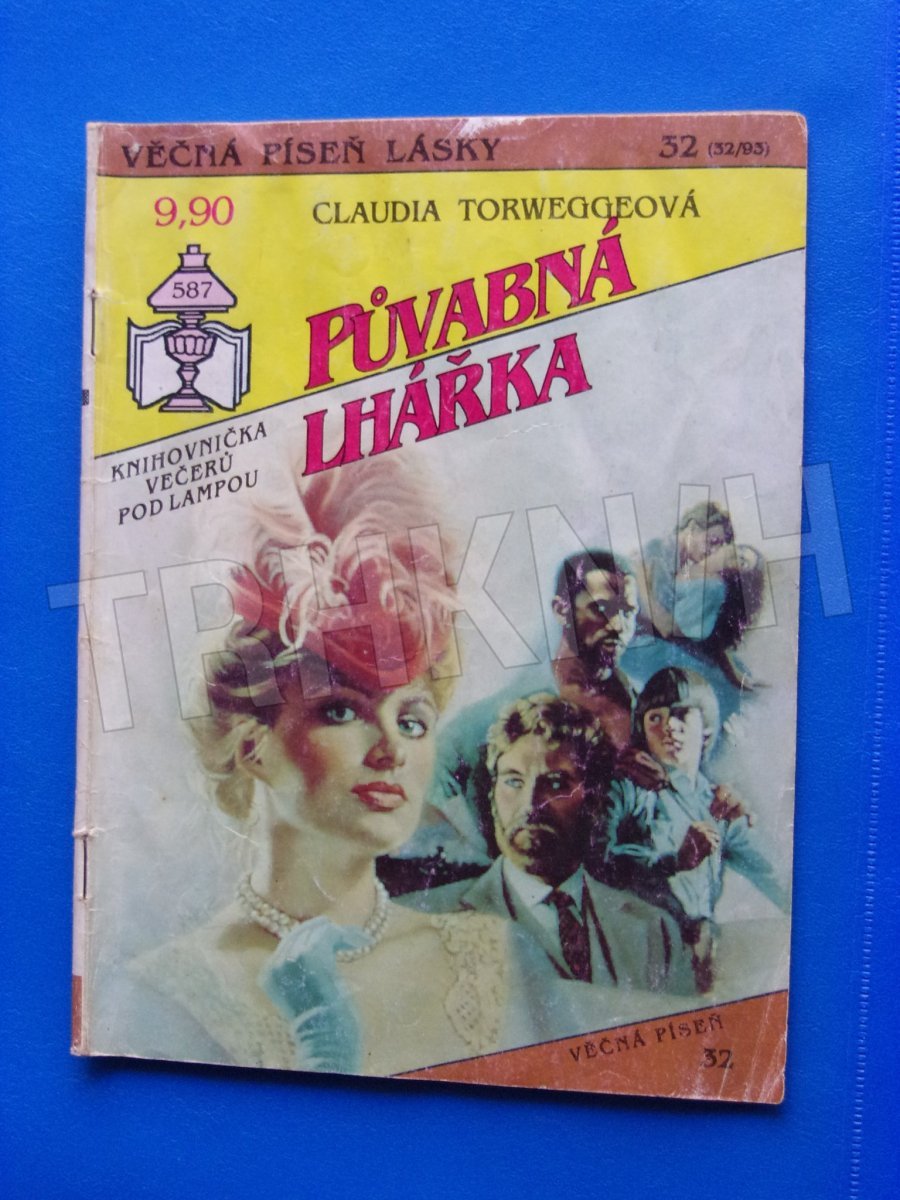 VĚČNÁ PÍSEŇ LÁSKY 32 (32/93)
9,90 CLAUDIA TORWEGGEOVÁ
587
PŮVABNÁ
LHÁŘKA
KNIHOVNIČKA
VEČERŮ
POD LAMPOU
TRHKNIH
VĚČNÁ PÍSEŇ
32